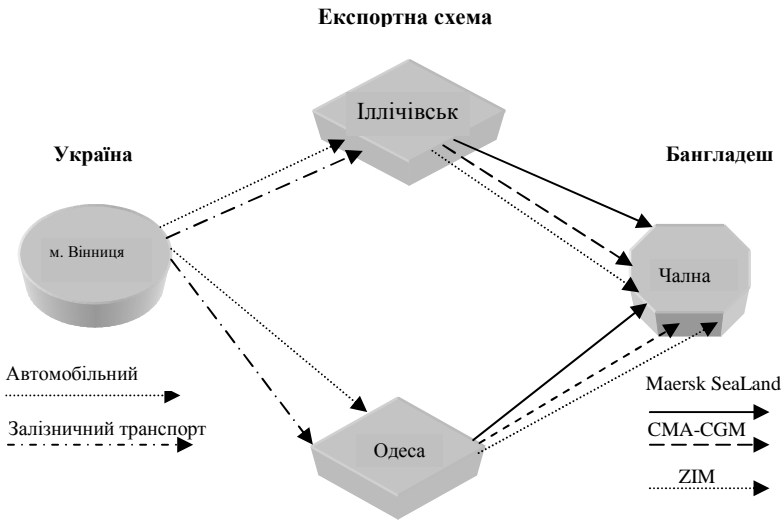 Експортна схема
Іллічівськ
Україна
Бангладеш
м. Вінниця
Чална
Автомобільний
Maersk SeaLand
Залізничний транспорт
CMA-CGM
Одеса
ZIM